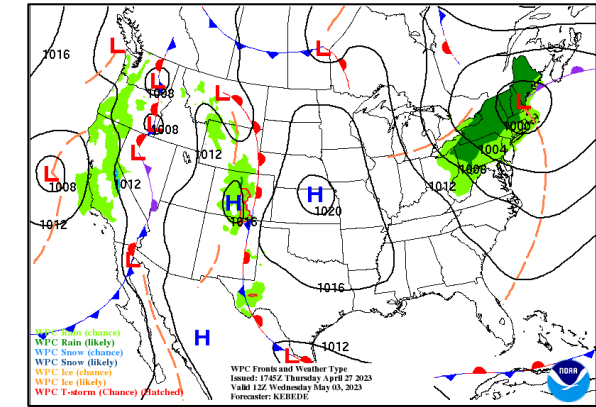 1016
L
L
L
1008
L
1008
L
L
L
1000
1004
1008
1012
L
1008
1012
1012
1012
H
1016
H
1020
L
1016
H
1012
L
WPC Rain (chance)
WPC Rain (likely)
WPC Snow (chance)
WPC Snow (likely)
WPC Ice (chance)
WPC Ice (likely)
WPC T-storm (Chance) (Hatched)
WPC Fronts and Weather Type
Issued: 1745Z Thursday April 27 2023
Valid 12Z Wednesday May 03, 2023
Forecaster: KEBEDE
NOAA